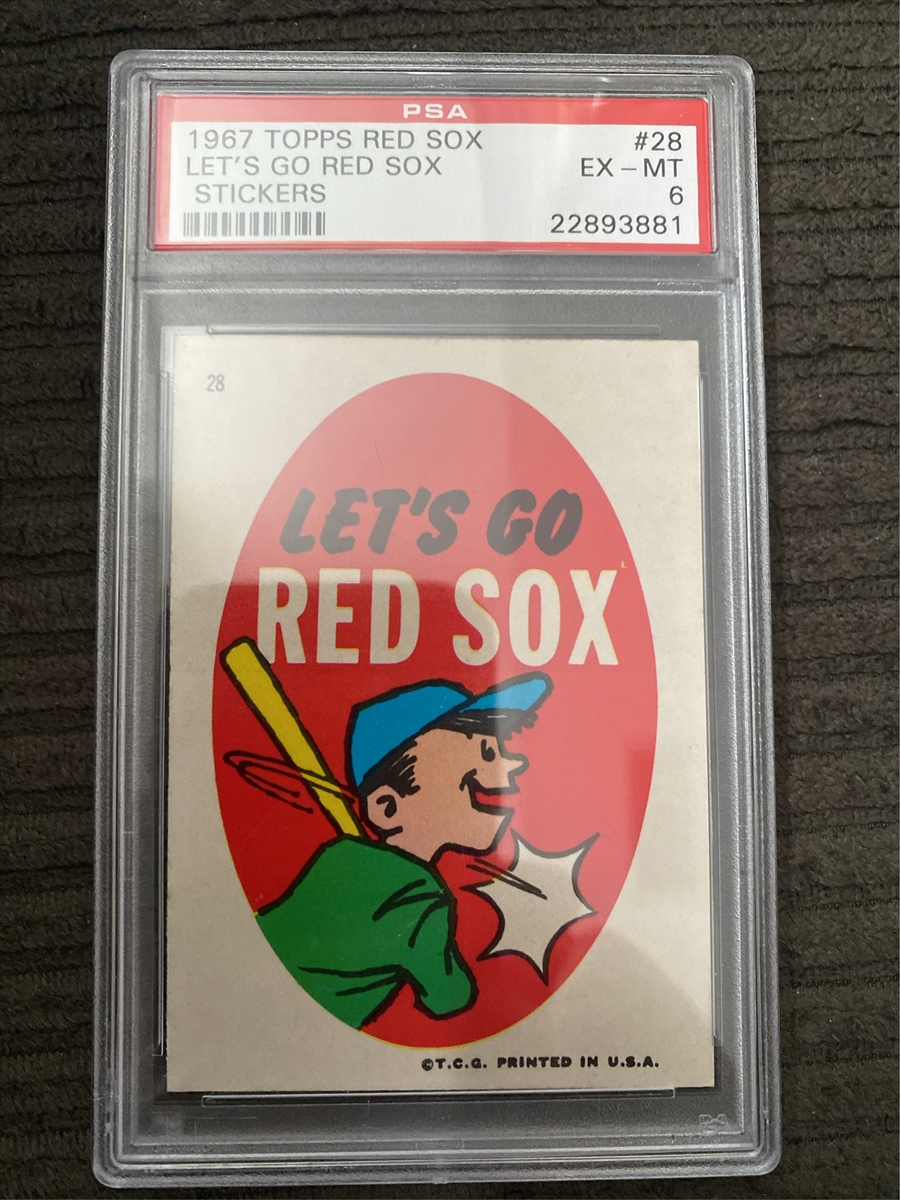 PSA
1967 TOPPS RED SOX #28
LET'S GO RED SOX EX - MT
STICKERS 6
22893881
28
LET'S GO
RED SOX
©T.C.G. PRINTED IN U.S.A.